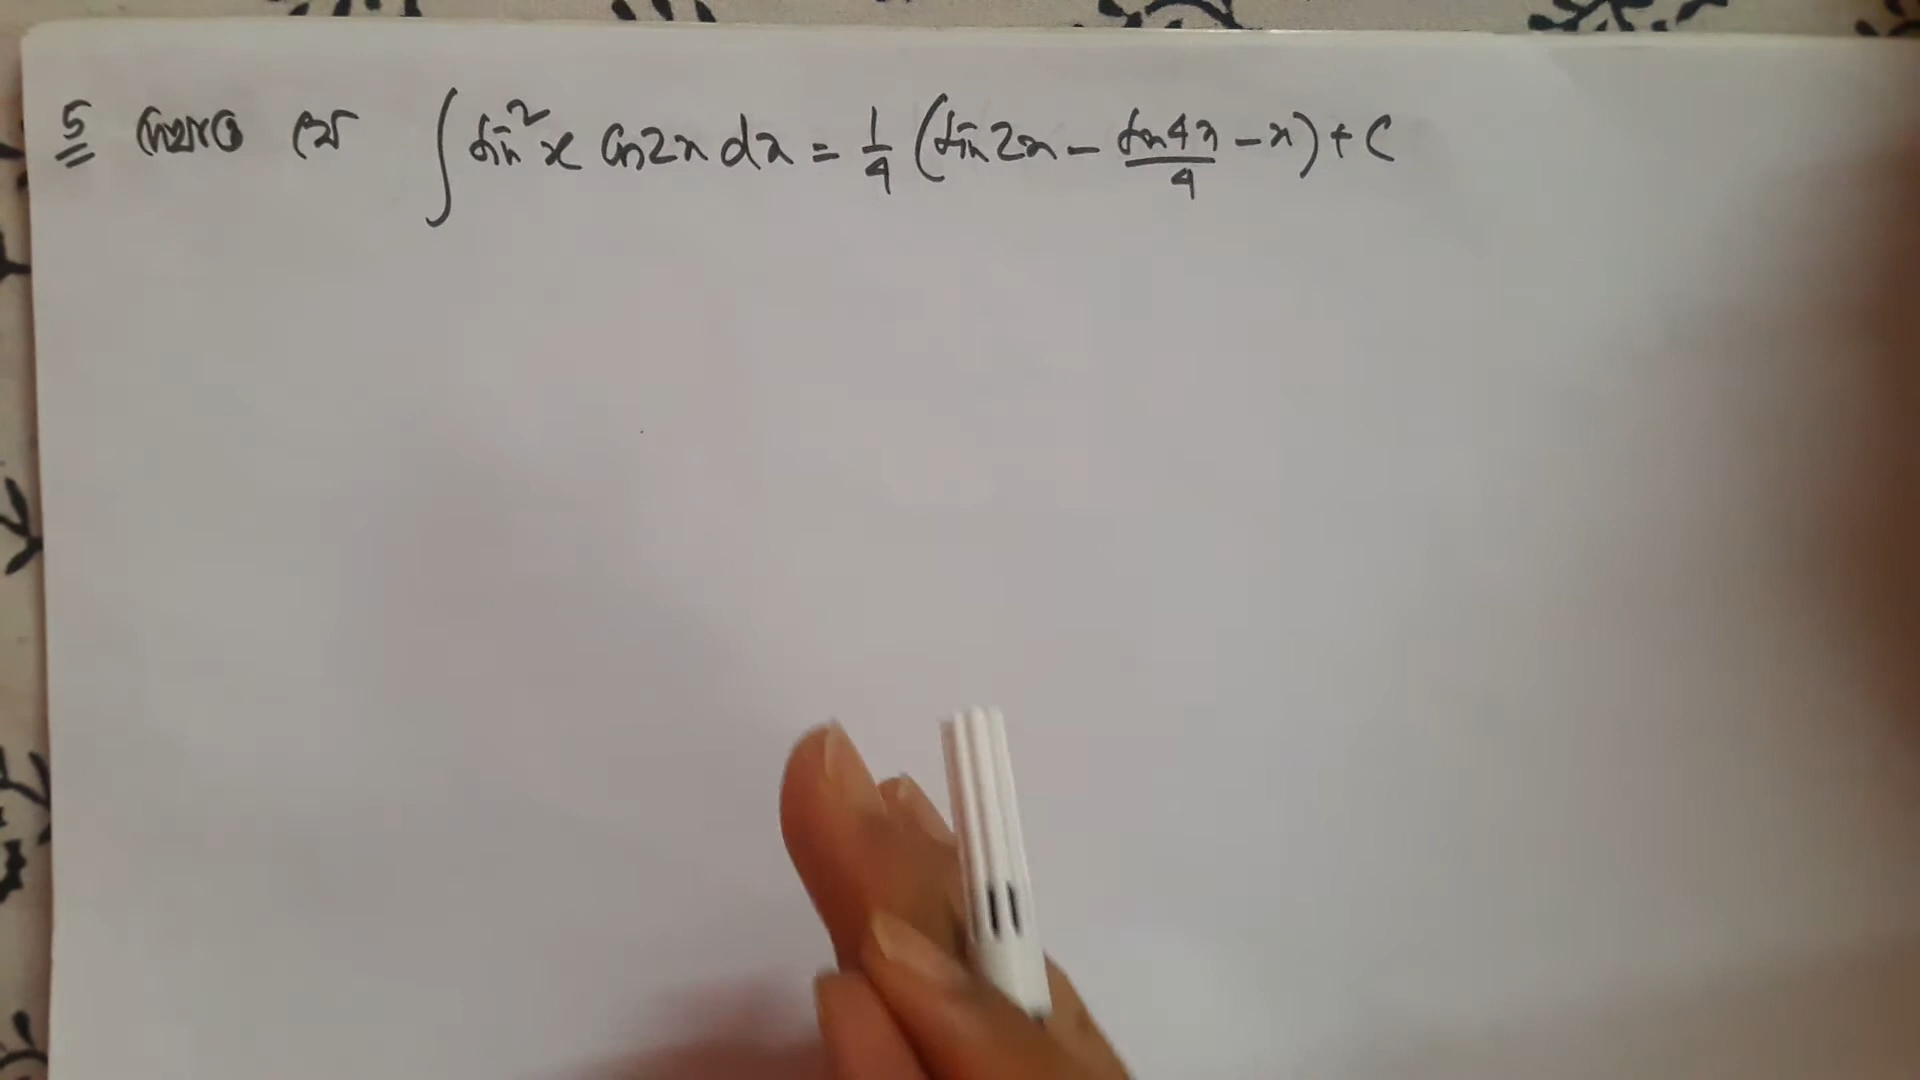 5 দেখাও যে ∫ sin²x cos2x dx = 1/4 (sin2x - sin4x/4 - x) + C